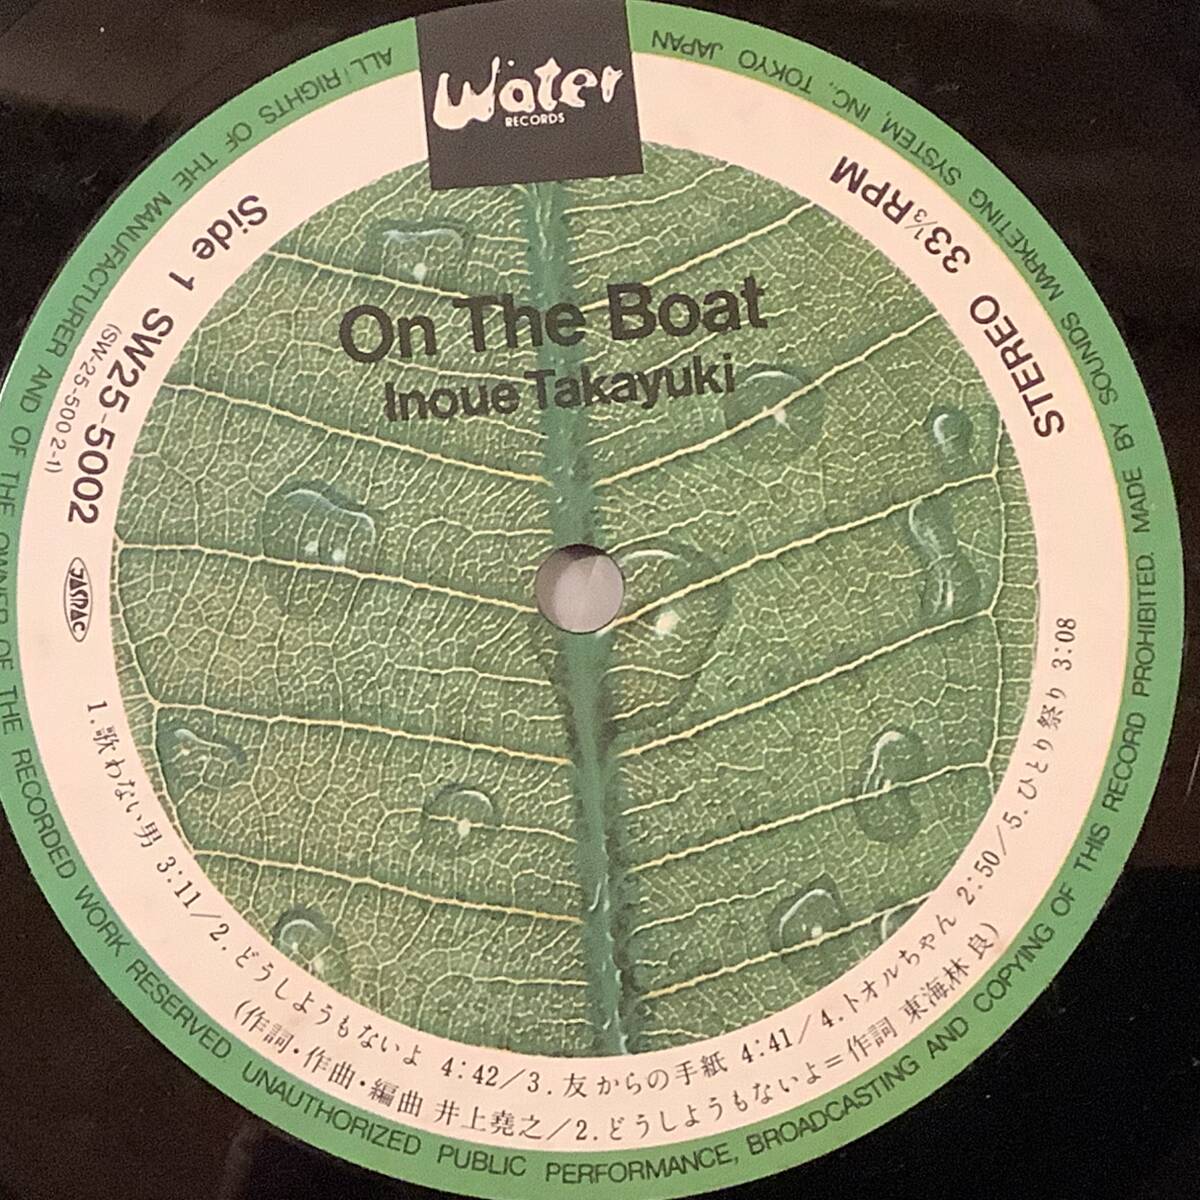 Water
RECORDS
On The Boat
Inoue Takayuki
Side 1 SW25-5002
(SW-25-500 2-1)
JASRAC
STEREO 33⅓RPM
1.歌わない男 3:11/2.どうしようもないよ 4:42/3.友からの手紙 4:41/4.トオルちゃん 2:50/5.ひとり祭り 3:08
(作詞・作曲・編曲 井上堯之/2.どうしようもないよ=作詞 東海林 良)
ALL RIGHTS OF THE MANUFACTURER AND OF THE OWNER OF THE RECORDED WORK RESERVED. UNAUTHORIZED PUBLIC PERFORMANCE, BROADCASTING AND COPYING OF THIS RECORD PROHIBITED. MADE BY SOUNDS MARKETING SYSTEM, INC., TOKYO JAPAN